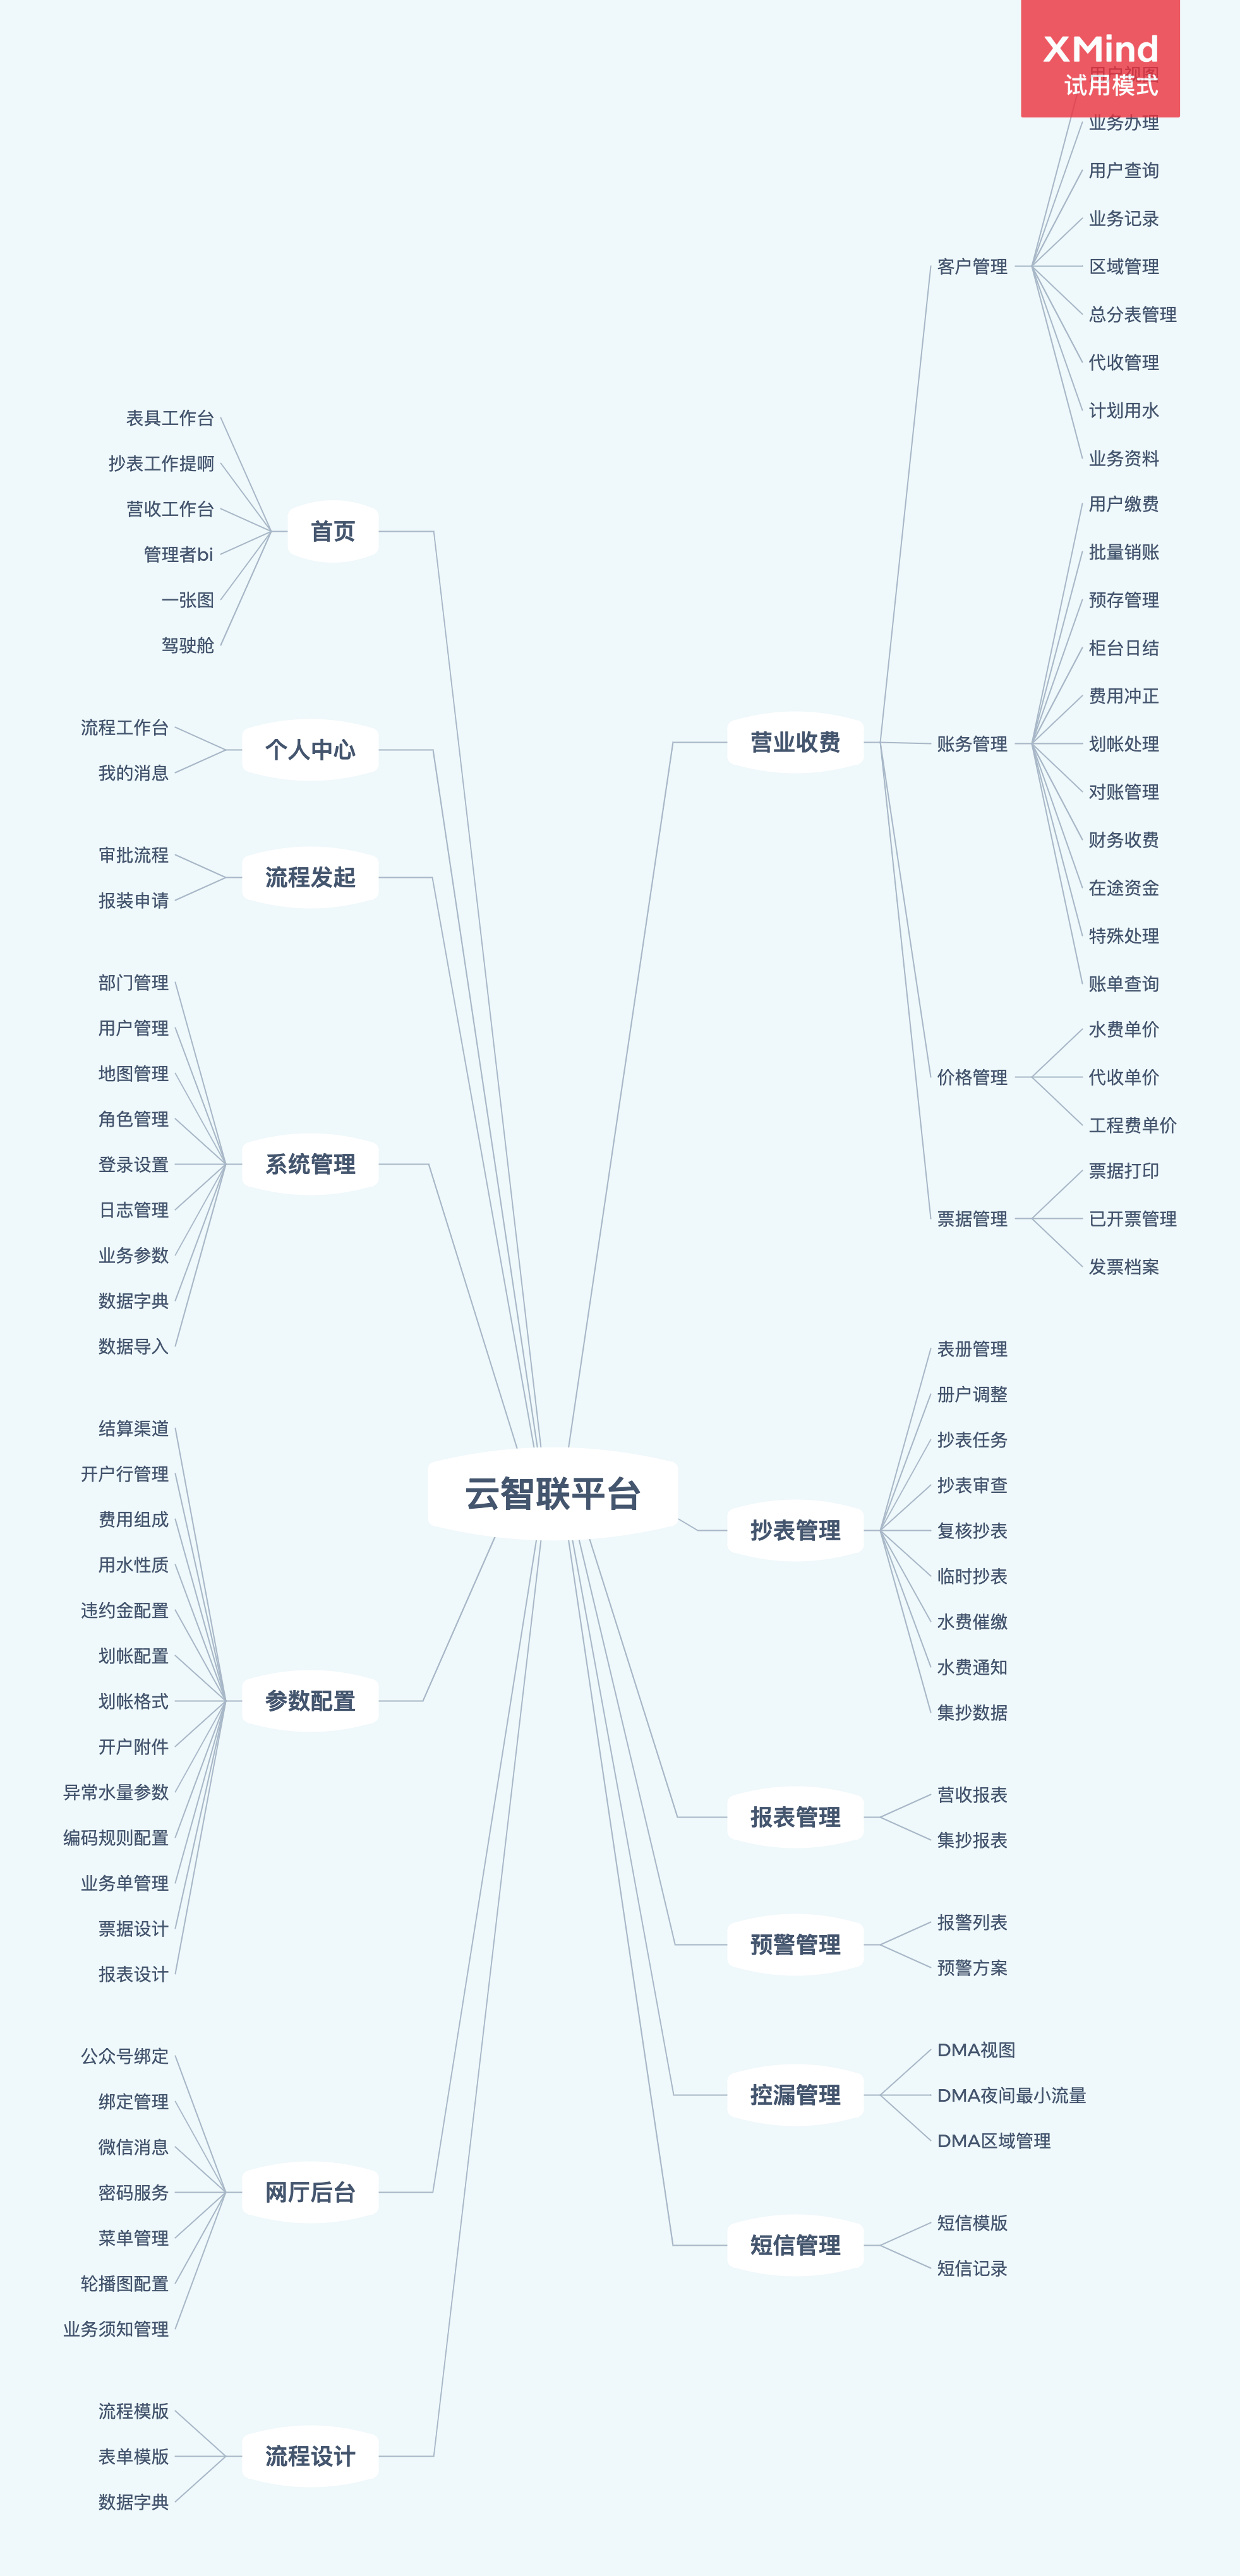 XMind
试用模式
云智联平台
营业收费
客户管理
用户视图
业务办理
用户查询
业务记录
区域管理
总分表管理
代收管理
计划用水
业务资料
账务管理
用户缴费
批量销账
预存管理
柜台日结
费用冲正
划帐处理
对账管理
财务收费
在途资金
特殊处理
账单查询
价格管理
水费单价
代收单价
工程费单价
票据管理
票据打印
已开票管理
发票档案
抄表管理
表册管理
册户调整
抄表任务
抄表审查
复核抄表
临时抄表
水费催缴
水费通知
集抄数据
报表管理
营收报表
集抄报表
预警管理
报警列表
预警方案
控漏管理
DMA视图
DMA夜间最小流量
DMA区域管理
短信管理
短信模版
短信记录
首页
表具工作台
抄表工作提啊
营收工作台
管理者bi
一张图
驾驶舱
个人中心
流程工作台
我的消息
流程发起
审批流程
报装申请
系统管理
部门管理
用户管理
地图管理
角色管理
登录设置
日志管理
业务参数
数据字典
数据导入
参数配置
结算渠道
开户行管理
费用组成
用水性质
违约金配置
划帐配置
划帐格式
开户附件
异常水量参数
编码规则配置
业务单管理
票据设计
报表设计
网厅后台
公众号绑定
绑定管理
微信消息
密码服务
菜单管理
轮播图配置
业务须知管理
流程设计
流程模版
表单模版
数据字典